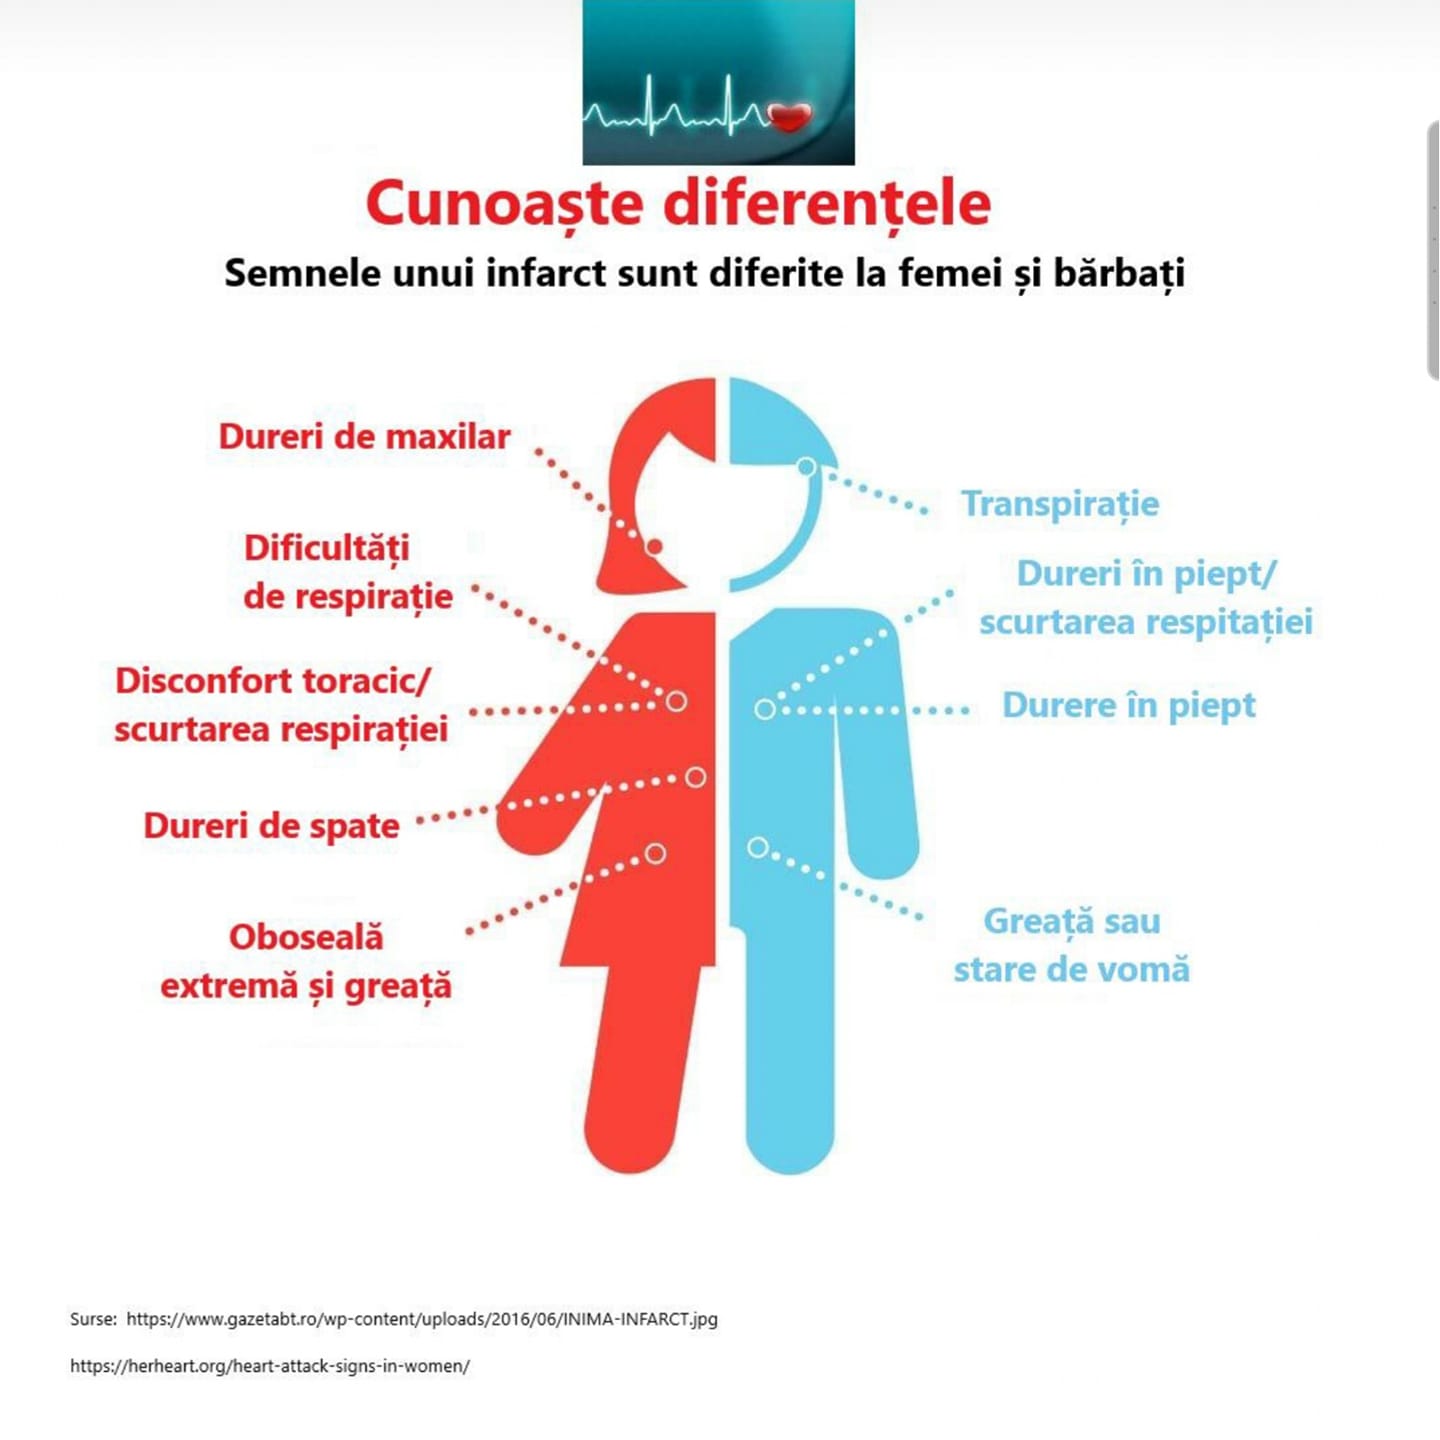 Cunoaște diferențele
Semnele unui infarct sunt diferite la femei și bărbați
Dureri de maxilar
Dificultăți
de respirație
Disconfort toracic/
scurtarea respirației
Dureri de spate
Oboseală
extremă și greață
Transpirație
Dureri în piept/
scurtarea respitației
Durere în piept
Greață sau
stare de vomă
Surse: https://www.gazetabt.ro/wp-content/uploads/2016/06/INIMA-INFARCT.jpg
https://herheart.org/heart-attack-signs-in-women/